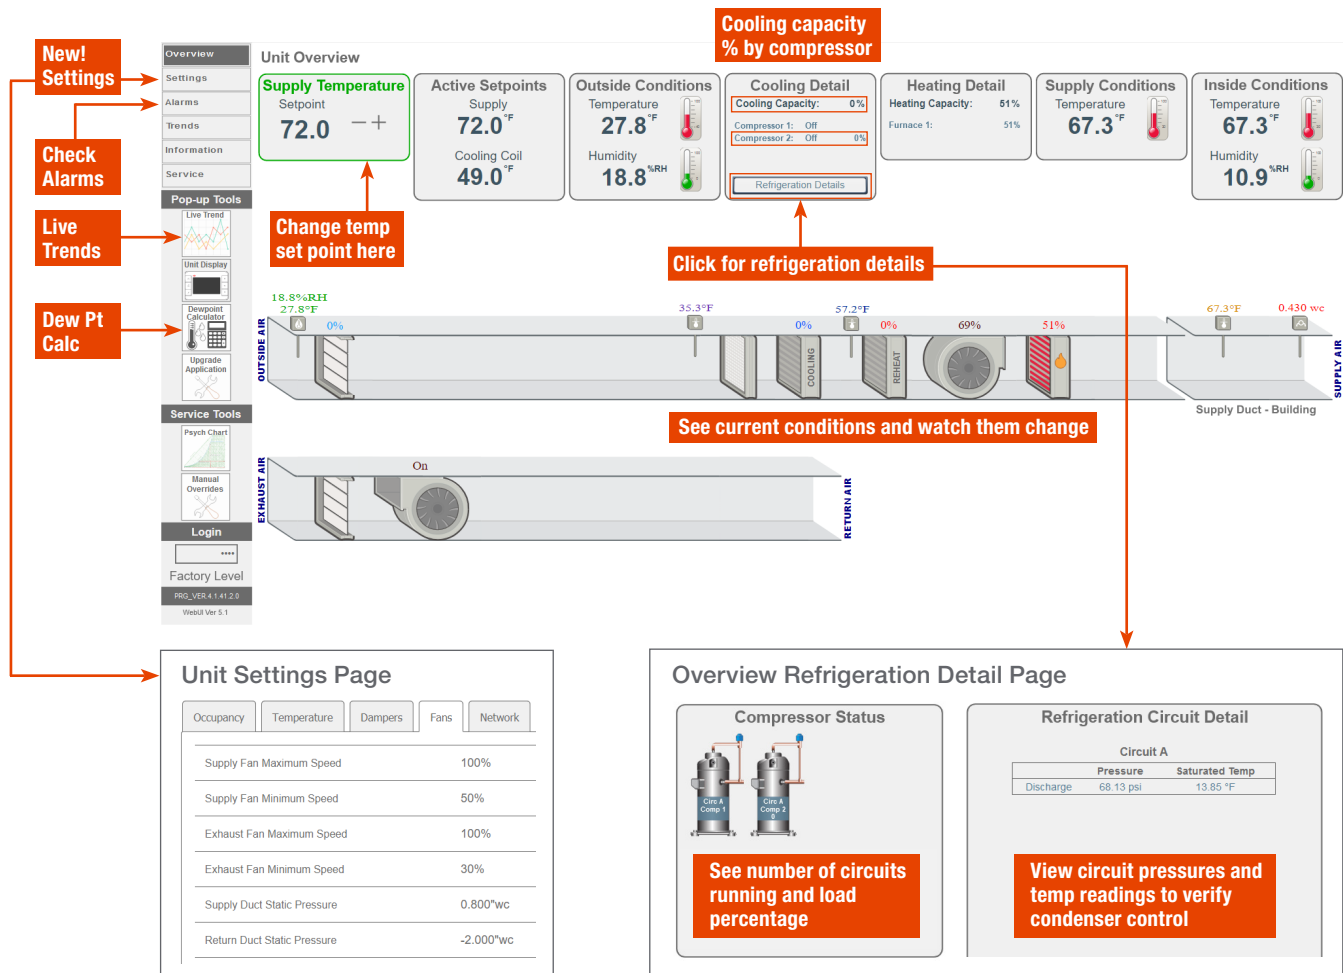 Cooling capacity
% by compressor
New!
Settings
Check
Alarms
Live
Trends
Dew Pt
Calc
Overview
Settings
Alarms
Trends
Information
Service
Pop-up Tools
Live Trend
Unit Display
Dewpoint
Calculator
Upgrade
Application
Service Tools
Psych Chart
Manual
Overrides
Login
••••
Factory Level
PRG_VER.4.1.41.2.0
WebUI Ver 5.1
Unit Overview
Supply Temperature
Setpoint
72.0 −+
Active Setpoints
Supply
72.0°F
Cooling Coil
49.0°F
Outside Conditions
Temperature
27.8°F
Humidity
18.8%RH
Cooling Detail
Cooling Capacity: 0%
Compressor 1: Off
Compressor 2: Off 0%
Refrigeration Details
Heating Detail
Heating Capacity: 51%
Furnace 1: 51%
Supply Conditions
Temperature
67.3°F
Inside Conditions
Temperature
67.3°F
Humidity
10.9%RH
Change temp
set point here
Click for refrigeration details
18.8%RH
27.8°F
0%
35.3°F
0%
57.2°F
0%
69%
51%
67.3°F
0.430 wc
OUTSIDE AIR
COOLING
REHEAT
SUPPLY AIR
Supply Duct - Building
See current conditions and watch them change
On
EXHAUST AIR
RETURN AIR
Unit Settings Page
Occupancy Temperature Dampers Fans Network
Supply Fan Maximum Speed 100%
Supply Fan Minimum Speed 50%
Exhaust Fan Maximum Speed 100%
Exhaust Fan Minimum Speed 30%
Supply Duct Static Pressure 0.800"wc
Return Duct Static Pressure -2.000"wc
Overview Refrigeration Detail Page
Compressor Status
Circ A
Comp 1
Circ A
Comp 2
0
See number of circuits
running and load
percentage
Refrigeration Circuit Detail
Circuit A
Pressure Saturated Temp
Discharge 68.13 psi 13.85 °F
View circuit pressures and
temp readings to verify
condenser control